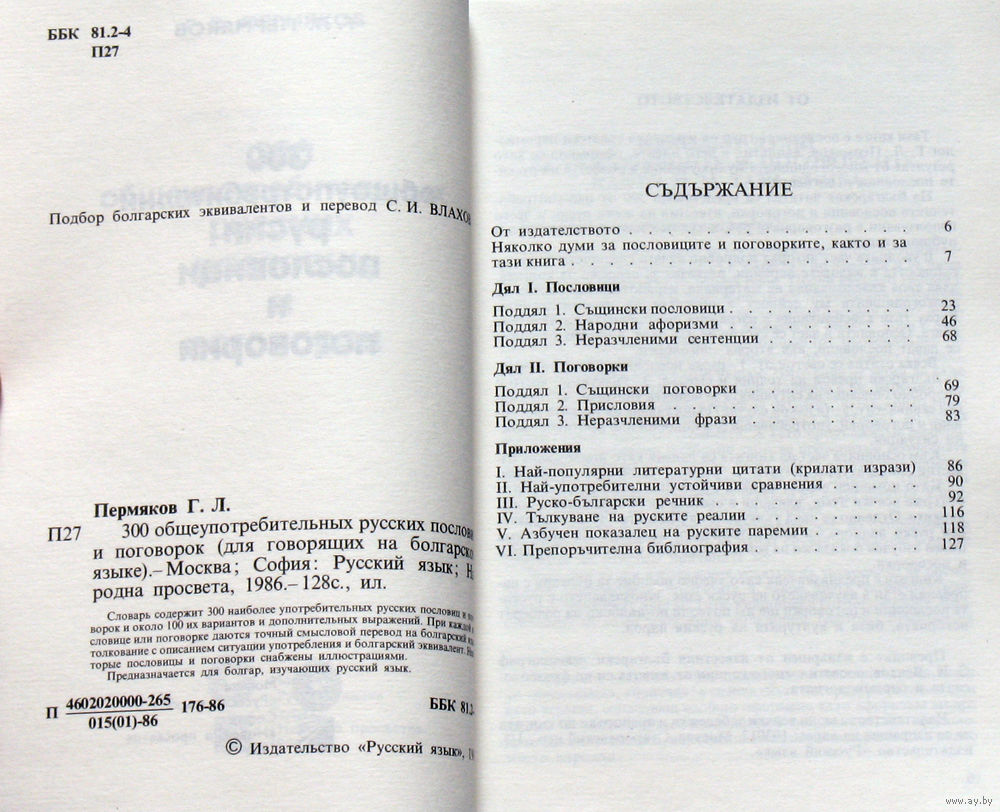 ББК 81.2-4
П27
Подбор болгарских эквивалентов и перевод С. И. ВЛАХОВ
Пермяков Г. Л.
П27 300 общеупотребительных русских послови
и поговорок (для говорящих на болгарско
языке).– Москва; София: Русский язык; Н
родна просвета, 1986.– 128с., ил.
Словарь содержит 300 наиболее употребительных русских пословиц и по
ворок и около 100 их вариантов и дополнительных выражений. При каждой
словице или поговорке даются точный смысловой перевод на болгарский
толкование с описанием ситуации употребления и болгарский эквивалент.
торые пословицы и поговорки снабжены иллюстрациями.
Предназначается для болгар, изучающих русский язык.
П 4602020000-265 176-86
015(01)-86
ББК 81.2-
© Издательство «Русский язык», 19
СЪДЪРЖАНИЕ
От издателството . . . . . . . . . . . . . . . . 6
Няколко думи за пословиците и поговорките, както и за
тази книга . . . . . . . . . . . . . . . . . . . 7
Дял I. Пословици
Поддял 1. Същински пословици . . . . . . . . . . 23
Поддял 2. Народни афоризми . . . . . . . . . . . 46
Поддял 3. Неразчленими сентенции . . . . . . . . 68
Дял II. Поговорки
Поддял 1. Същински поговорки . . . . . . . . . . 69
Поддял 2. Присловия . . . . . . . . . . . . . . 79
Поддял 3. Неразчленими фрази . . . . . . . . . . 83
Приложения
I. Най-популярни литературни цитати (крилати изрази) 86
II. Най-употребителни устойчиви сравнения . . . . 90
III. Руско-български речник . . . . . . . . . . . 92
IV. Тълкуване на руските реалии . . . . . . . . . 116
V. Азбучен показалец на руските паремии . . . . . 118
VI. Препоръчителна библиография . . . . . . . . . 127
www.ay.by